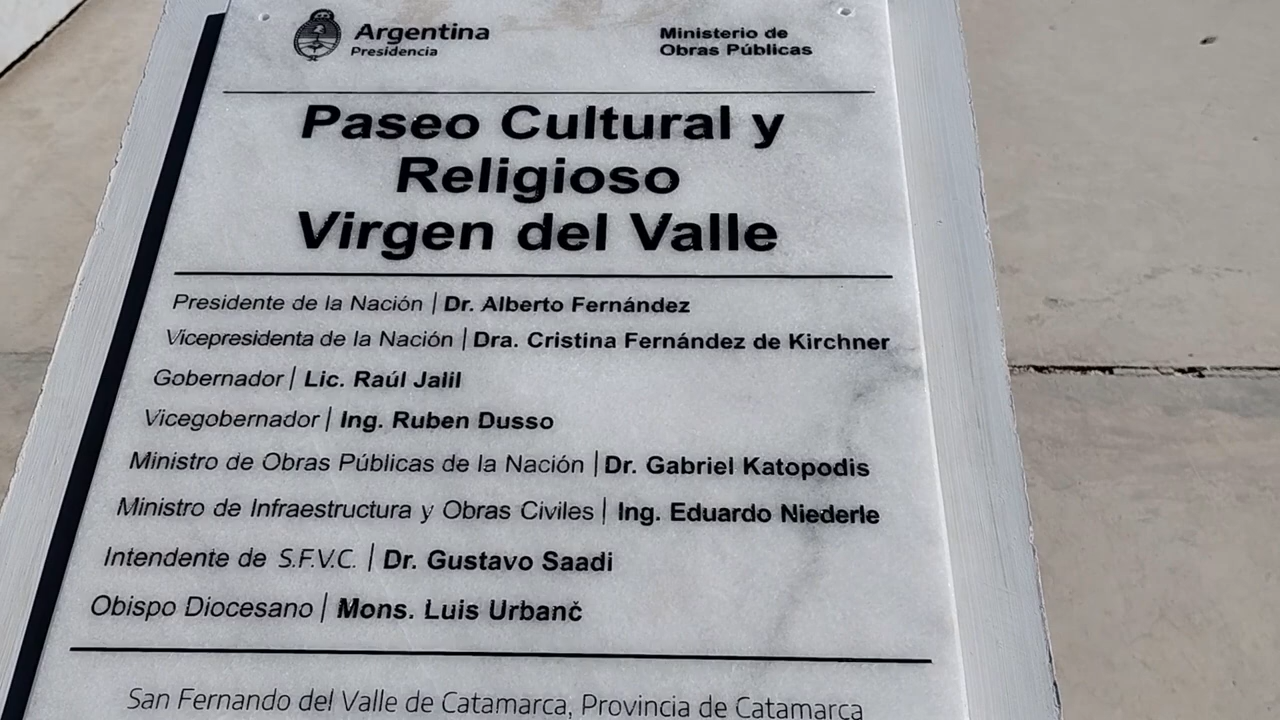 Argentina
Presidencia
Ministerio de
Obras Públicas
Paseo Cultural y
Religioso
Virgen del Valle
Presidente de la Nación | Dr. Alberto Fernández
Vicepresidenta de la Nación | Dra. Cristina Fernández de Kirchner
Gobernador | Lic. Raúl Jalil
Vicegobernador | Ing. Ruben Dusso
Ministro de Obras Públicas de la Nación | Dr. Gabriel Katopodis
Ministro de Infraestructura y Obras Civiles | Ing. Eduardo Niederle
Intendente de S.F.V.C. | Dr. Gustavo Saadi
Obispo Diocesano | Mons. Luis Urbanč
San Fernando del Valle de Catamarca, Provincia de Catamarca